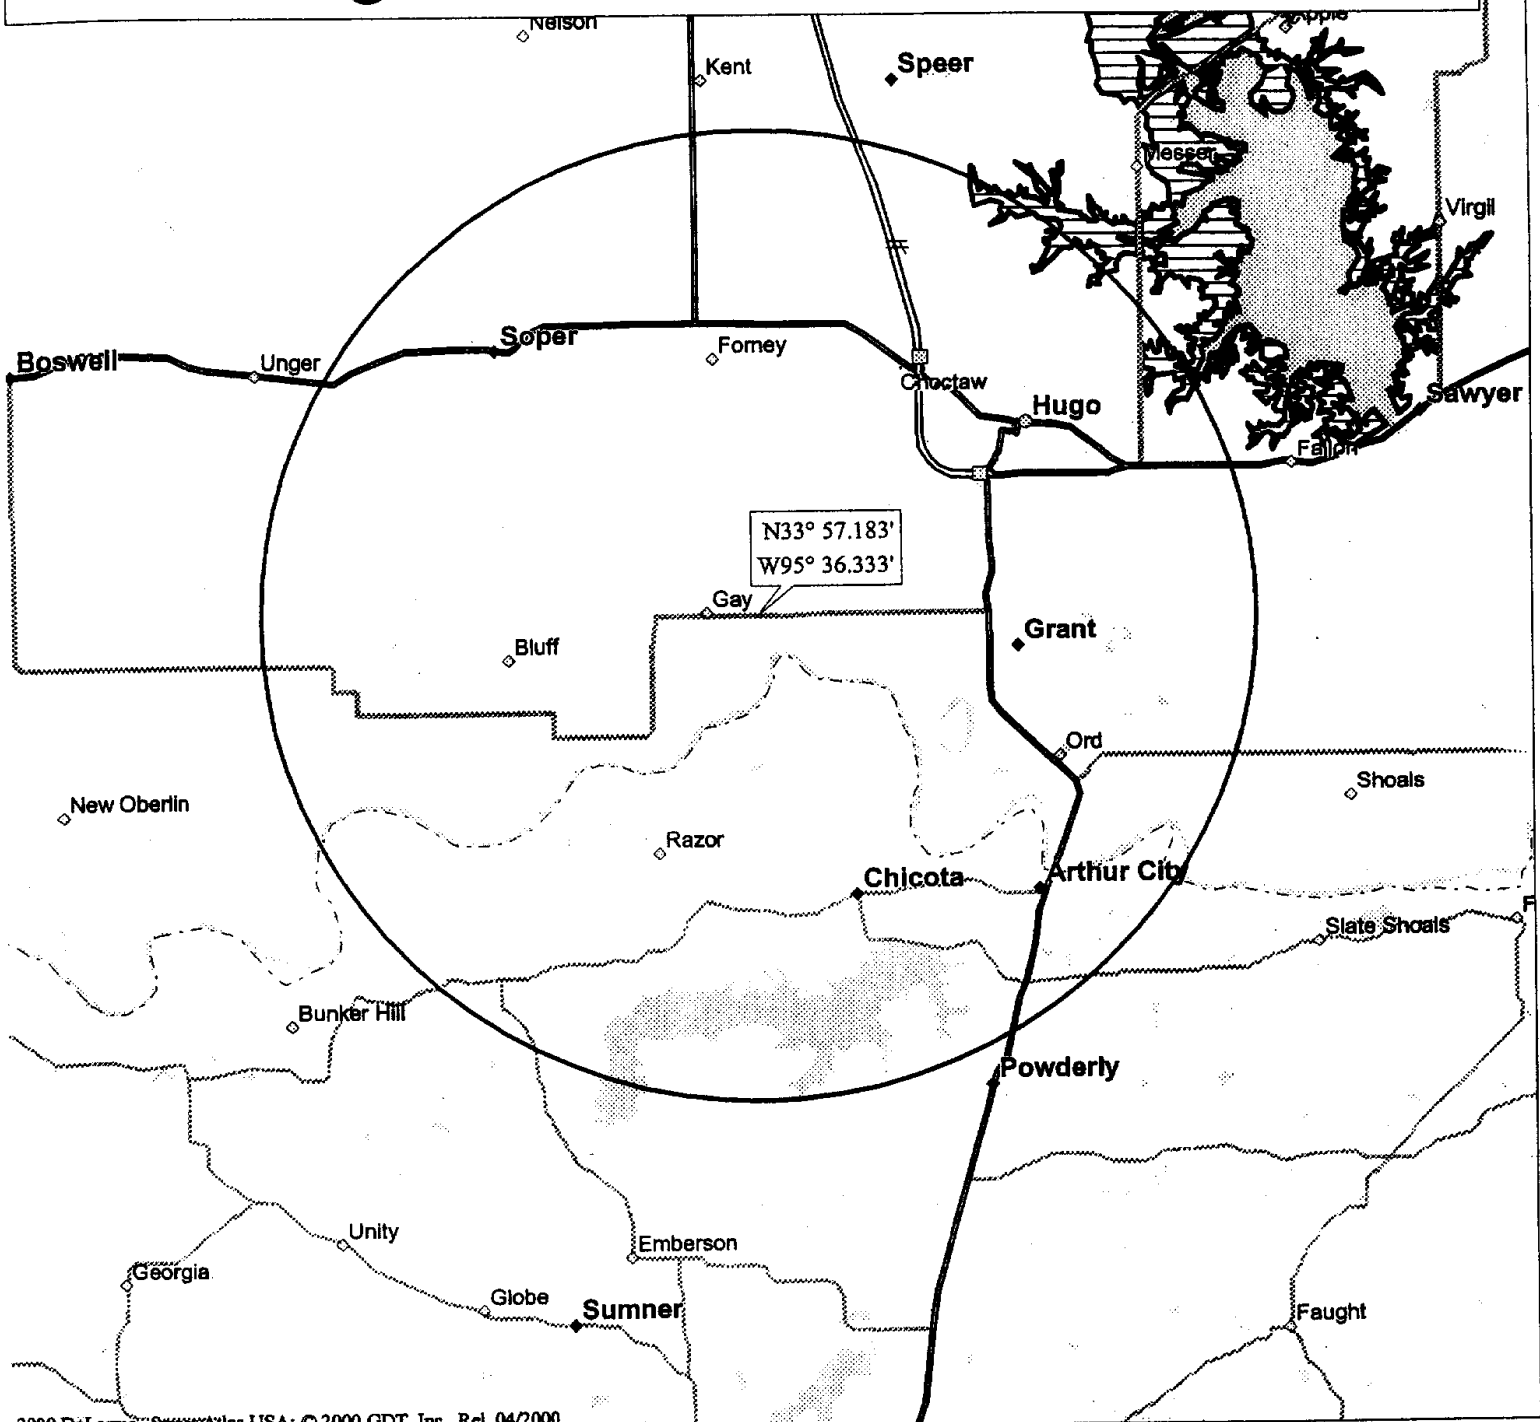 Nelson
Kent
Speer
Apple
Messer
Virgil
Soper
Boswell
Unger
Forney
Choctaw
Hugo
Sawyer
Fallon
N33° 57.183'
W95° 36.333'
Gay
Grant
Bluff
Ord
Shoals
New Oberlin
Razor
Chicota
Arthur City
F
Slate Shoals
Bunker Hill
Powderly
Unity
Emberson
Georgia
Globe
Sumner
Faught
USA; © 2000 GDT, Inc., Rel. 04/2000